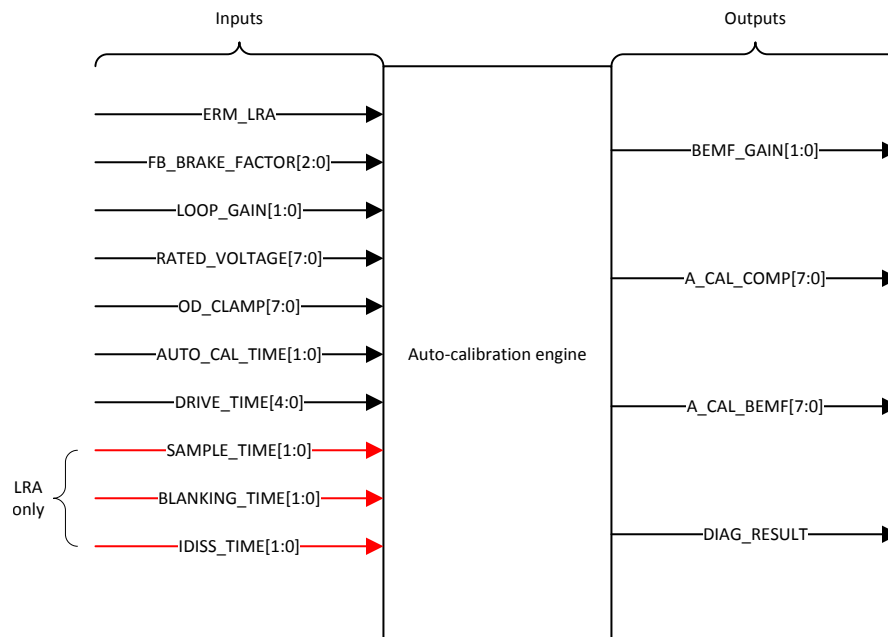 Inputs
Outputs
ERM_LRA
FB_BRAKE_FACTOR[2:0]
LOOP_GAIN[1:0]
RATED_VOLTAGE[7:0]
OD_CLAMP[7:0]
AUTO_CAL_TIME[1:0]
DRIVE_TIME[4:0]
SAMPLE_TIME[1:0]
BLANKING_TIME[1:0]
IDISS_TIME[1:0]
LRA
only
Auto-calibration engine
BEMF_GAIN[1:0]
A_CAL_COMP[7:0]
A_CAL_BEMF[7:0]
DIAG_RESULT